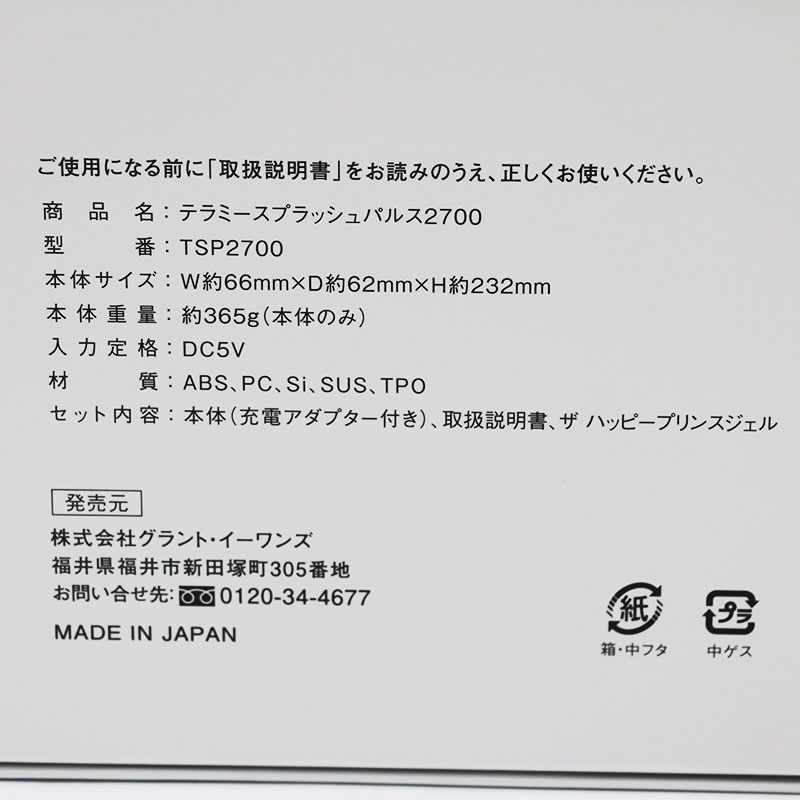 ご使用になる前に「取扱説明書」をお読みのうえ、正しくお使いください。
商品名：テラミースプラッシュパルス2700
型番：TSP2700
本体サイズ：W約66mm×D約62mm×H約232mm
本体重量：約365g（本体のみ）
入力定格：DC5V
材質：ABS、PC、Si、SUS、TPO
セット内容：本体（充電アダプター付き）、取扱説明書、ザ ハッピープリンスジェル
発売元
株式会社グラント・イーワンズ
福井県福井市新田塚町305番地
お問い合せ先：0120-34-4677
MADE IN JAPAN
紙
箱・中フタ
プラ
中ゲス